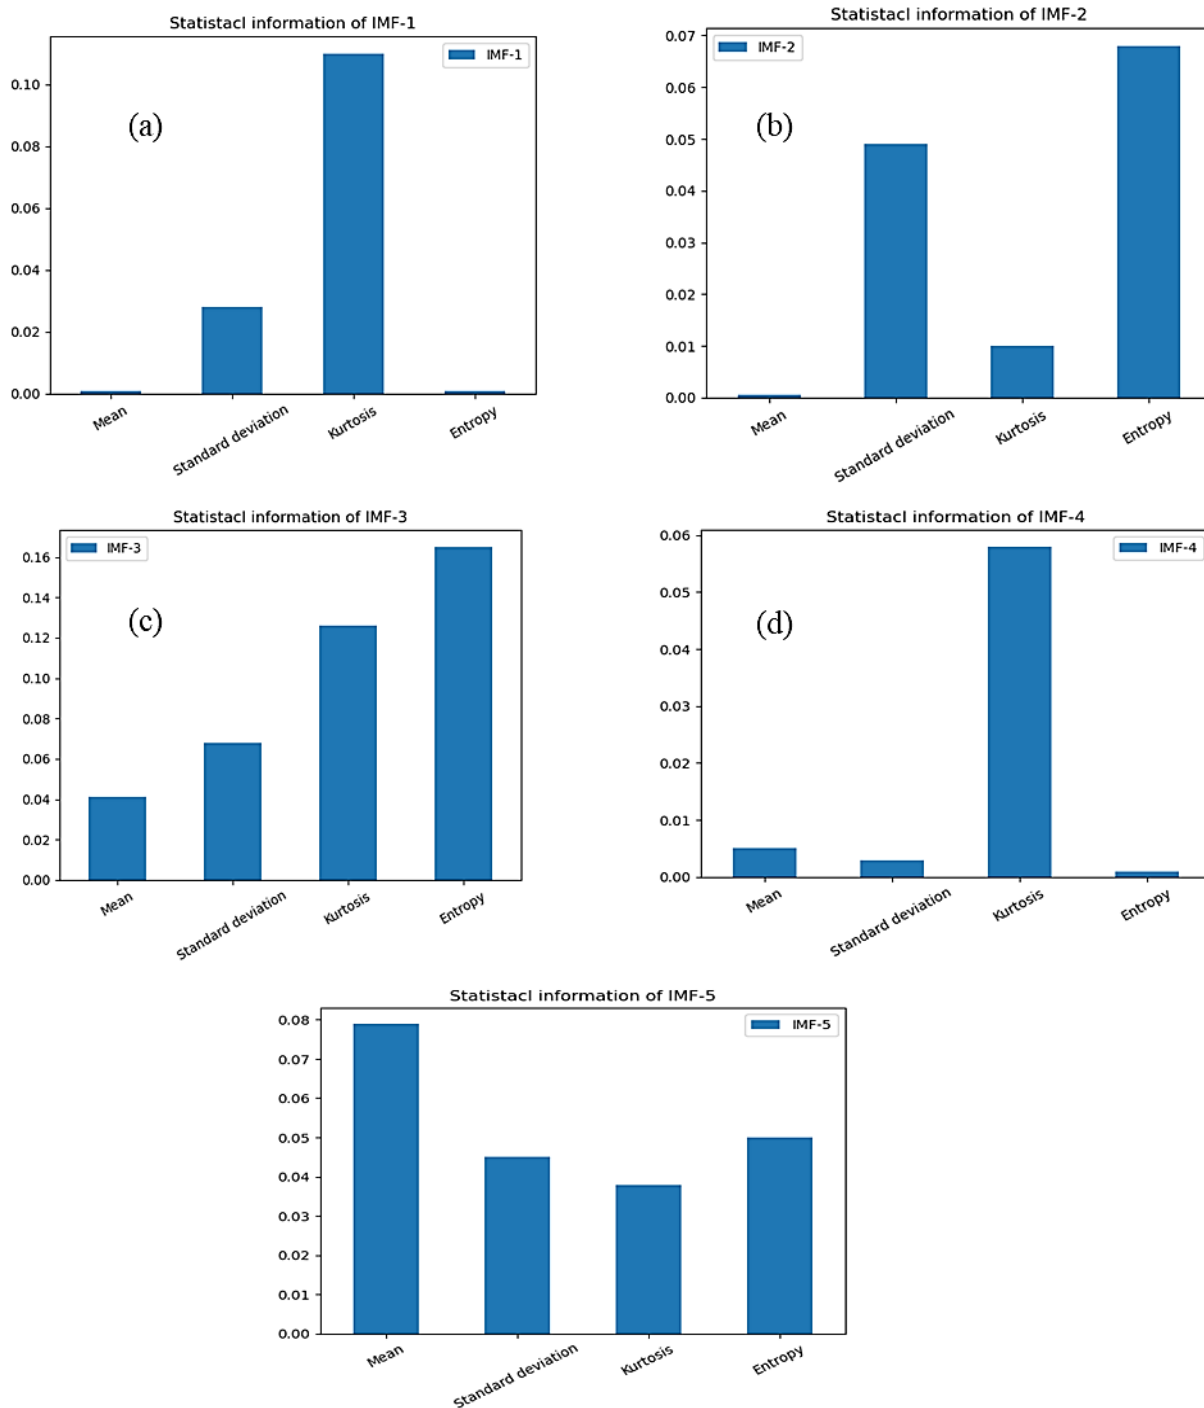 Statistacl information of IMF-1
IMF-1
(a)
0.10
0.08
0.06
0.04
0.02
0.00
Mean
Standard deviation
Kurtosis
Entropy
Statistacl information of IMF-2
IMF-2
(b)
0.07
0.06
0.05
0.04
0.03
0.02
0.01
0.00
Mean
Standard deviation
Kurtosis
Entropy
Statistacl information of IMF-3
IMF-3
(c)
0.16
0.14
0.12
0.10
0.08
0.06
0.04
0.02
0.00
Mean
Standard deviation
Kurtosis
Entropy
Statistacl information of IMF-4
IMF-4
(d)
0.06
0.05
0.04
0.03
0.02
0.01
0.00
Mean
Standard deviation
Kurtosis
Entropy
Statistacl information of IMF-5
IMF-5
0.08
0.07
0.06
0.05
0.04
0.03
0.02
0.01
0.00
Mean
Standard deviation
Kurtosis
Entropy